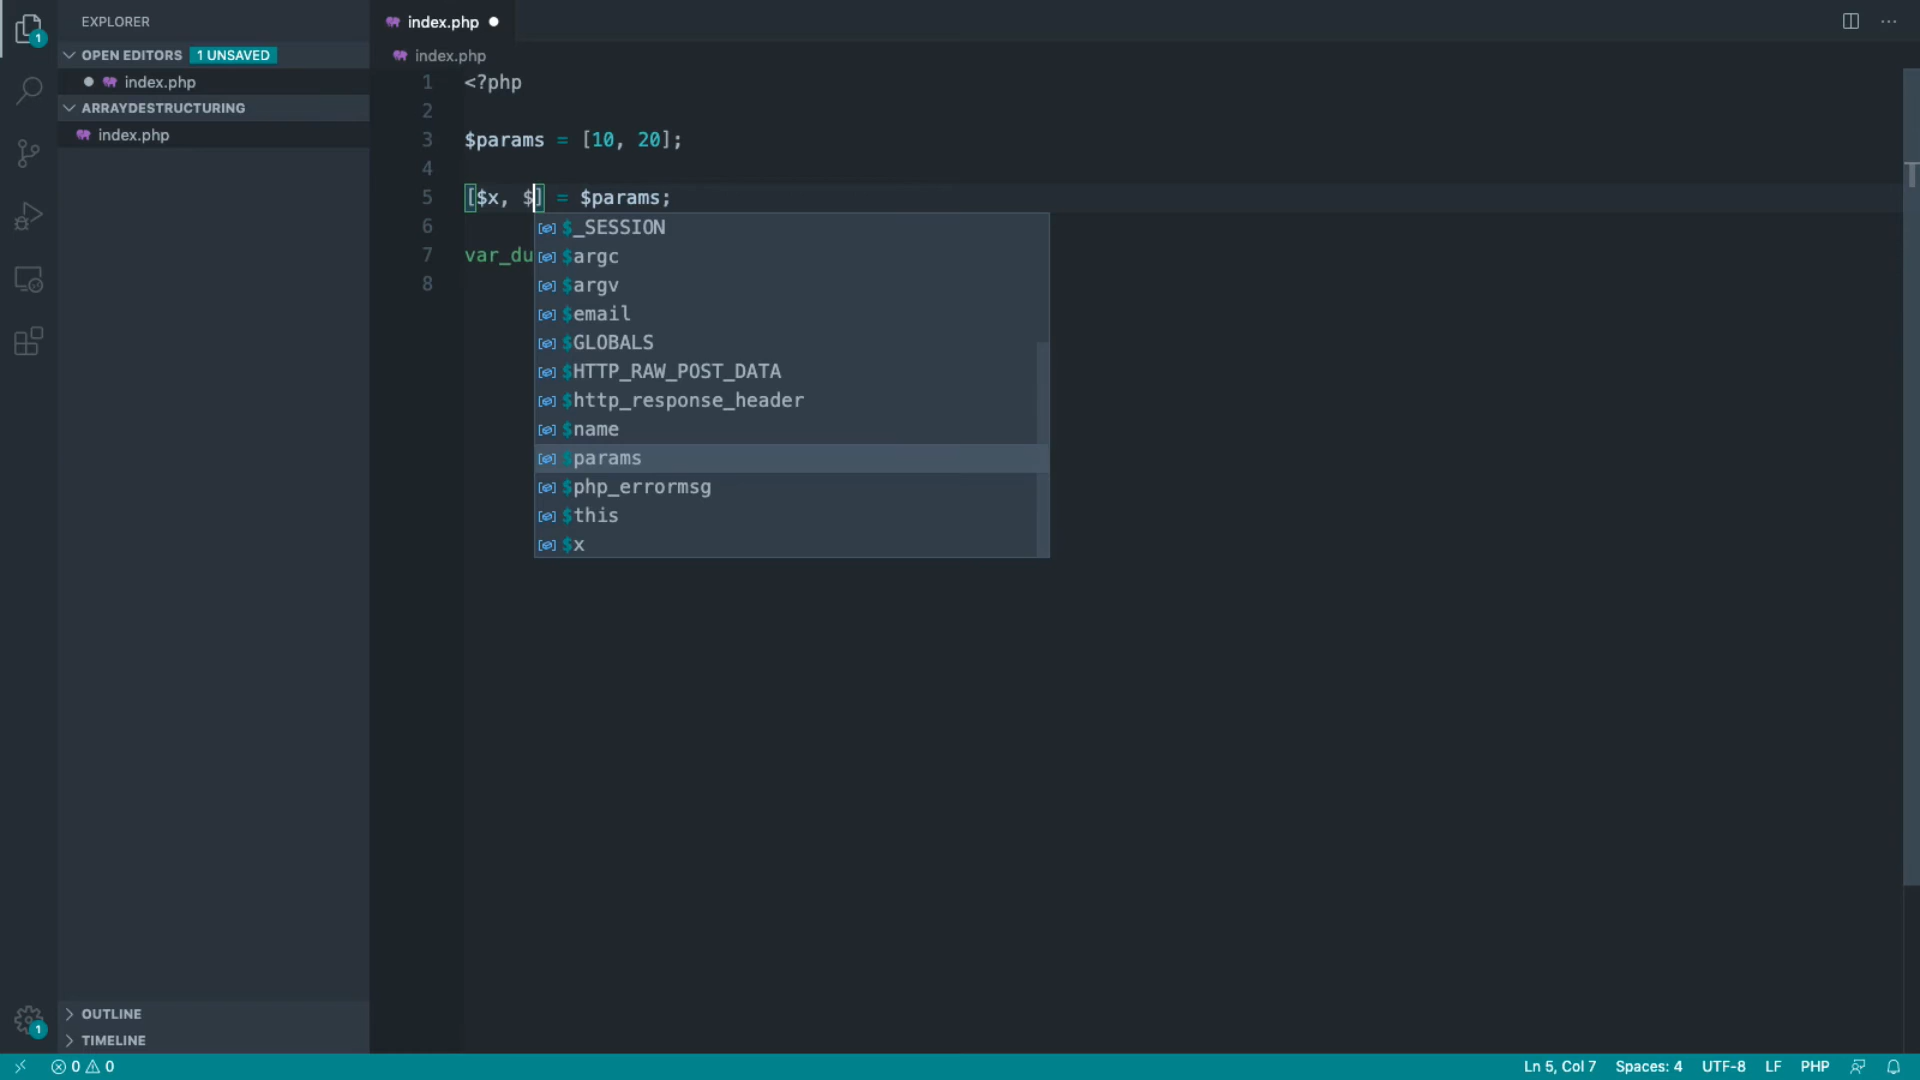 EXPLORER
index.php
OPEN EDITORS 1 UNSAVED
index.php
ARRAYDESTRUCTURING
index.php
index.php
1 <?php
2
3 $params = [10, 20];
4
5 [$x, $] = $params;
6
7 var_du
8
$_SESSION
$argc
$argv
$email
$GLOBALS
$HTTP_RAW_POST_DATA
$http_response_header
$name
$params
$php_errormsg
$this
$x
1
OUTLINE
1
TIMELINE
0 0
Ln 5, Col 7 Spaces: 4 UTF-8 LF PHP